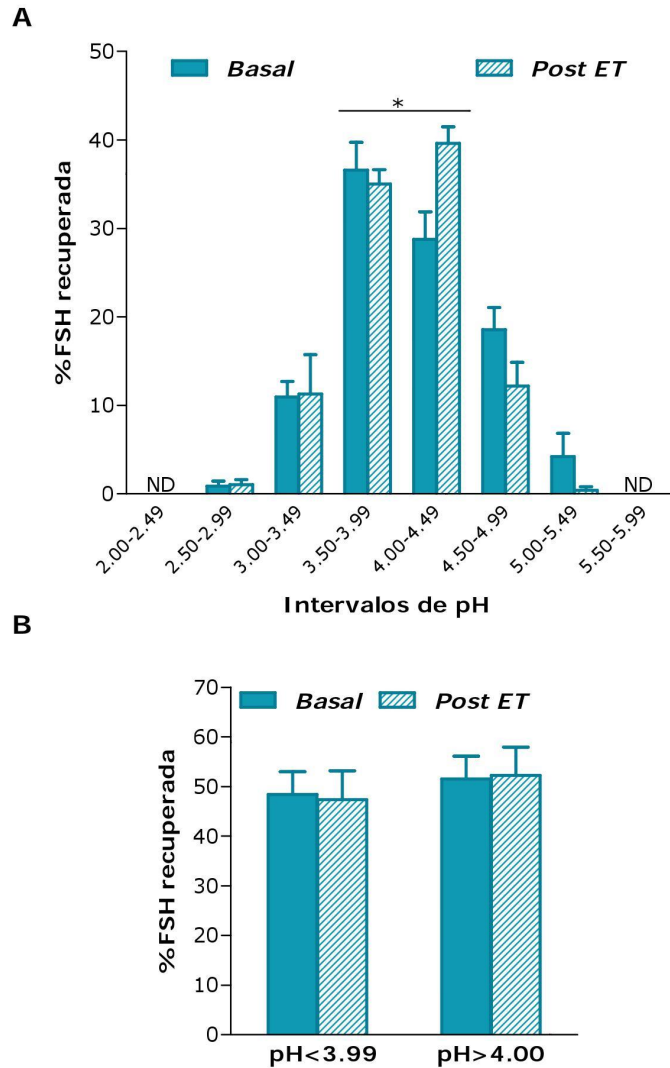 A
Basal
Post ET
*
50
40
30
20
10
0
%FSH recuperada
ND
ND
2.00-2.49
2.50-2.99
3.00-3.49
3.50-3.99
4.00-4.49
4.50-4.99
5.00-5.49
5.50-5.99
Intervalos de pH
B
Basal
Post ET
70
60
50
40
30
20
10
0
%FSH recuperada
pH<3.99
pH>4.00